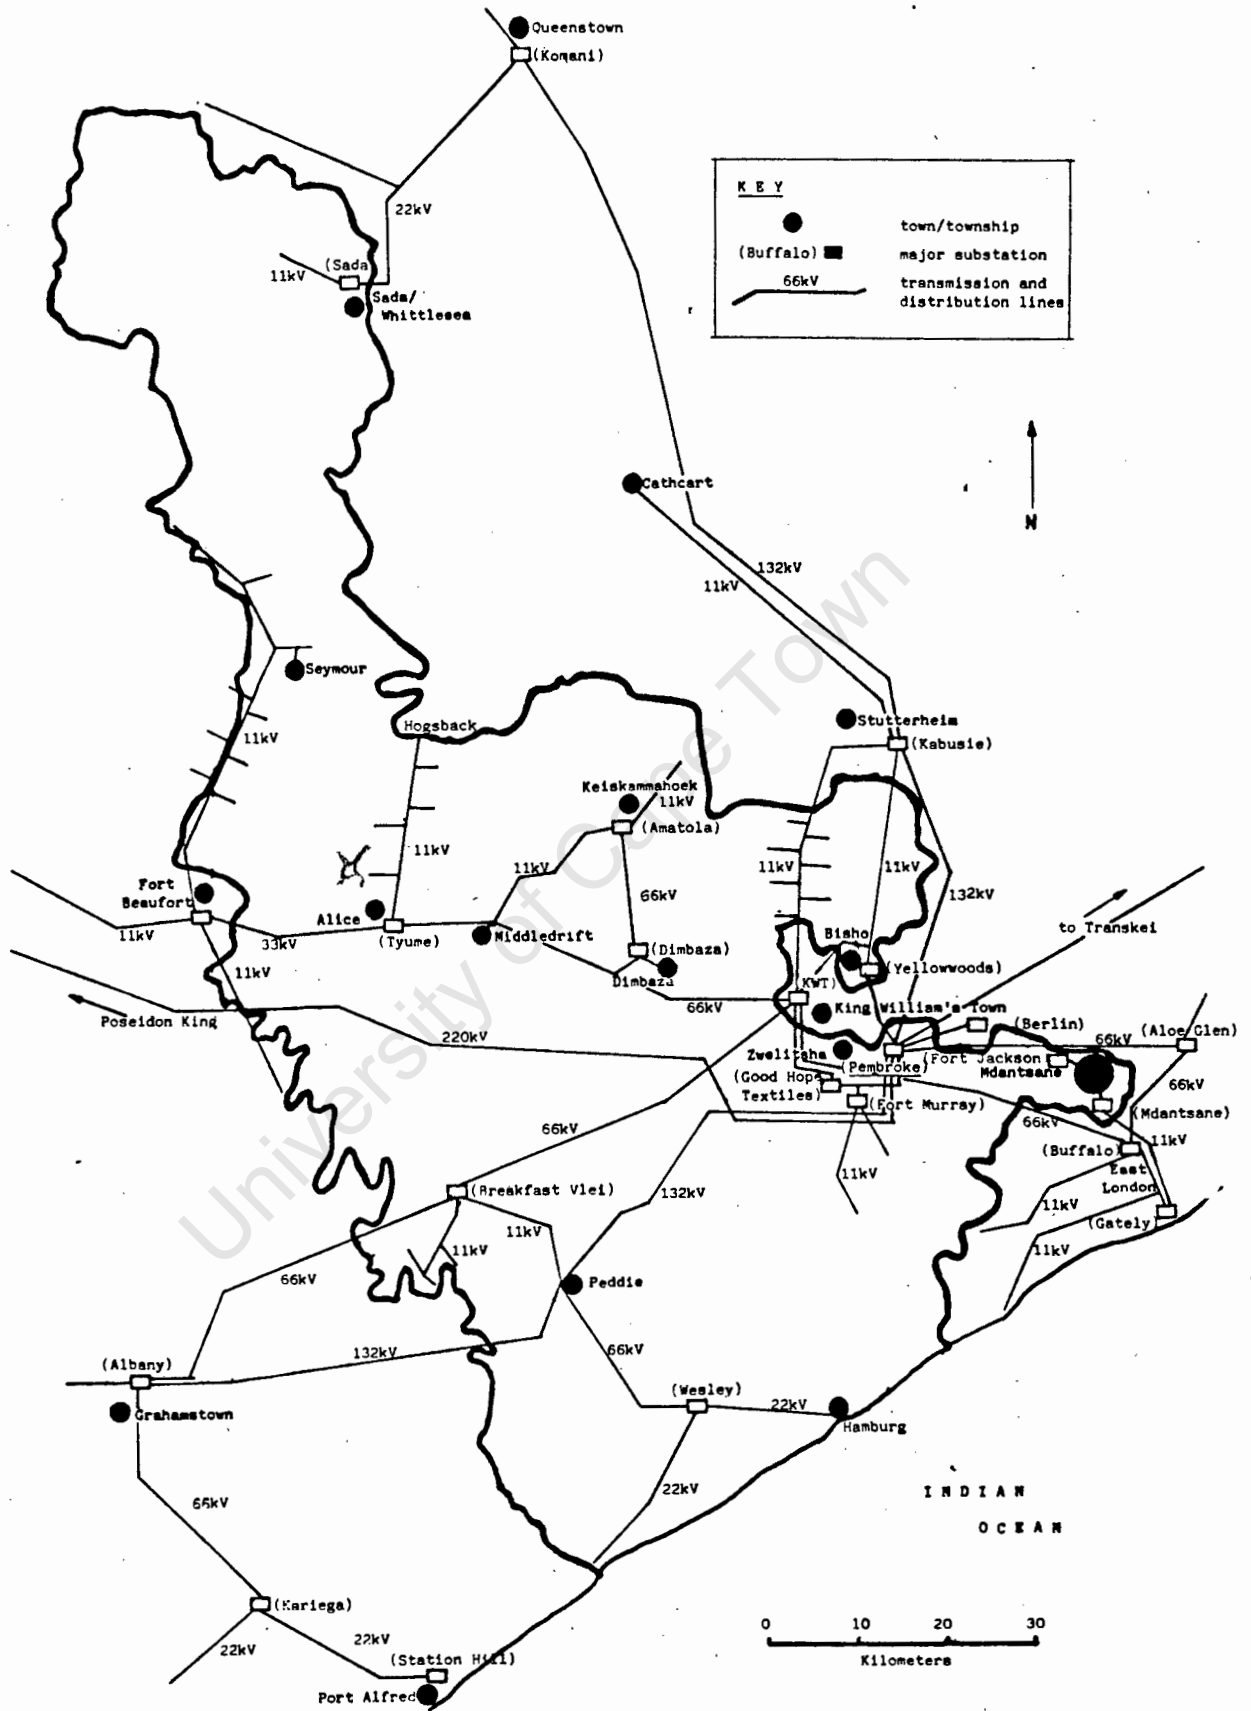 Queenstown
(Komani)
22kV
(Sada
11kV
Sada/
Whittlesea
K E Y
town/township
(Buffalo)
major substation
66kV
transmission and
distribution lines
N
Cathcart
132kV
11kV
Seymour
11kV
Hogsback
Stutterheim
(Kabusie)
Keiskammahoek
11kV
(Amatola)
11kV
11kV
11kV
11kV
66kV
132kV
Fort
Beaufort
Alice
(Tyume)
11kV
33kV
Middledrift
(Dimbaza)
Dimbaza
Bisho
(Yellowwoods)
to Transkei
11kV
(KWT)
66kV
Poseidon King
King William's Town
(Berlin)
220kV
Zwelitsha
(Pembroke)
(Fort Jackson)
66kV
(Aloe Glen)
Mdantsane
(Good Hope
Textiles)
66kV
(Fort Murray)
(Mdantsane)
66kV
66kV
11kV
(Buffalo)
East
London
11kV
132kV
(Breakfast Vlei)
11kV
11kV
11kV
(Gately)
11kV
66kV
Peddie
66kV
132kV
(Albany)
Grahamstown
(Wesley)
22kV
Hamburg
22kV
66kV
I N D I A N
O C E A N
(Kariega)
22kV
22kV
(Station Hill)
Port Alfred
0 10 20 30
Kilometers
University of Cape Town